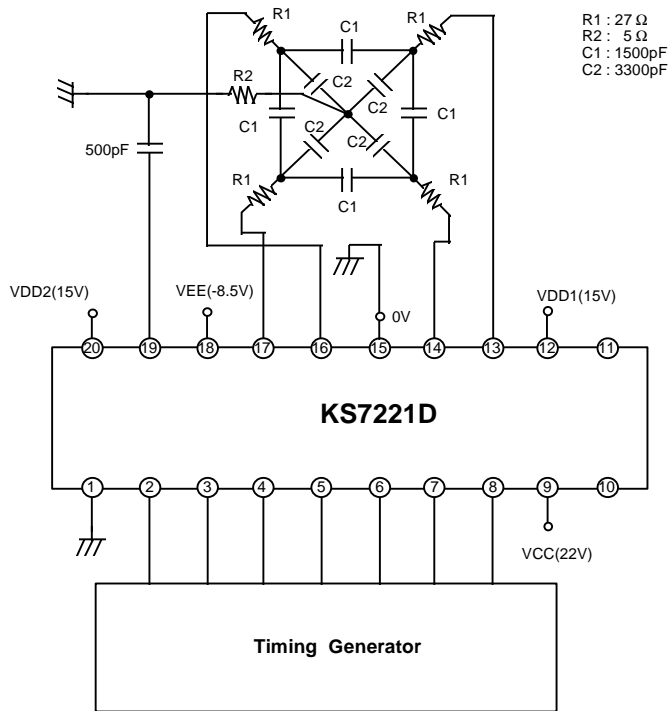 R1
R1
R1 : 27 Ω
R2 : 5 Ω
C1 : 1500pF
C2 : 3300pF
C1
R2
C2
C2
C1
C1
C2
C2
500pF
R1
R1
C1
VDD2(15V)
VEE(-8.5V)
0V
VDD1(15V)
20
19
18
17
16
15
14
13
12
11
KS7221D
1
2
3
4
5
6
7
8
9
10
VCC(22V)
Timing Generator